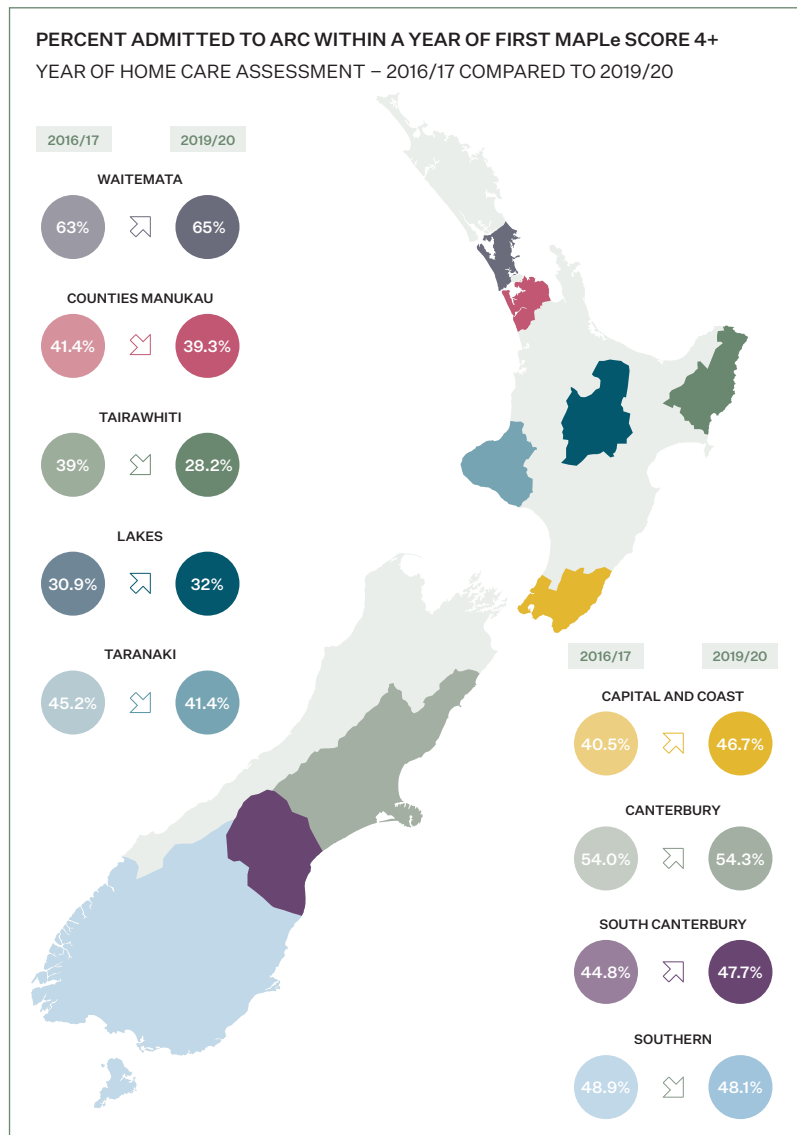 PERCENT ADMITTED TO ARC WITHIN A YEAR OF FIRST MAPLe SCORE 4+
YEAR OF HOME CARE ASSESSMENT – 2016/17 COMPARED TO 2019/20
2016/17 2019/20
WAITEMATA
63% 65%
COUNTIES MANUKAU
41.4% 39.3%
TAIRAWHITI
39% 28.2%
LAKES
30.9% 32%
TARANAKI
45.2% 41.4%
2016/17 2019/20
CAPITAL AND COAST
40.5% 46.7%
CANTERBURY
54.0% 54.3%
SOUTH CANTERBURY
44.8% 47.7%
SOUTHERN
48.9% 48.1%